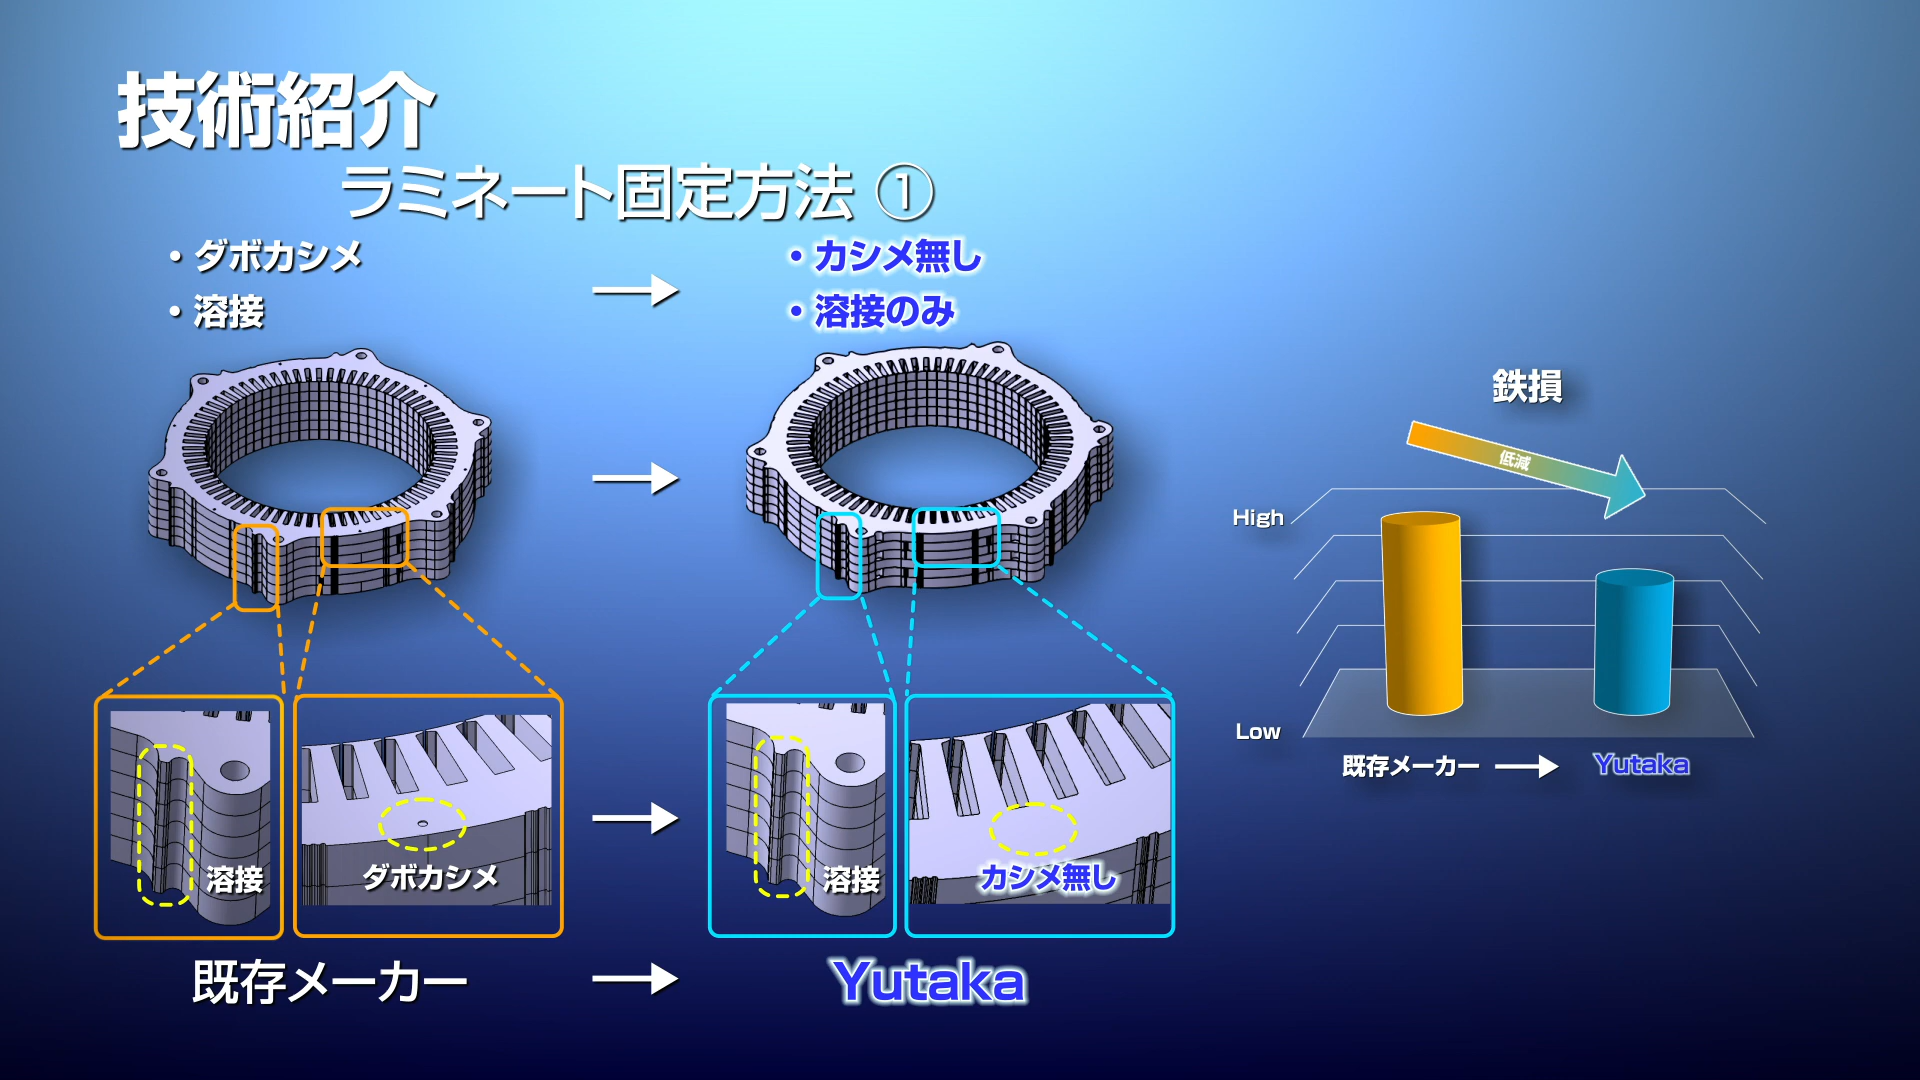 技術紹介
ラミネート固定方法 ①
・ダボカシメ
・溶接
・カシメ無し
・溶接のみ
溶接
ダボカシメ
溶接
カシメ無し
既存メーカー
Yutaka
鉄損
低減
High
Low
既存メーカー
Yutaka